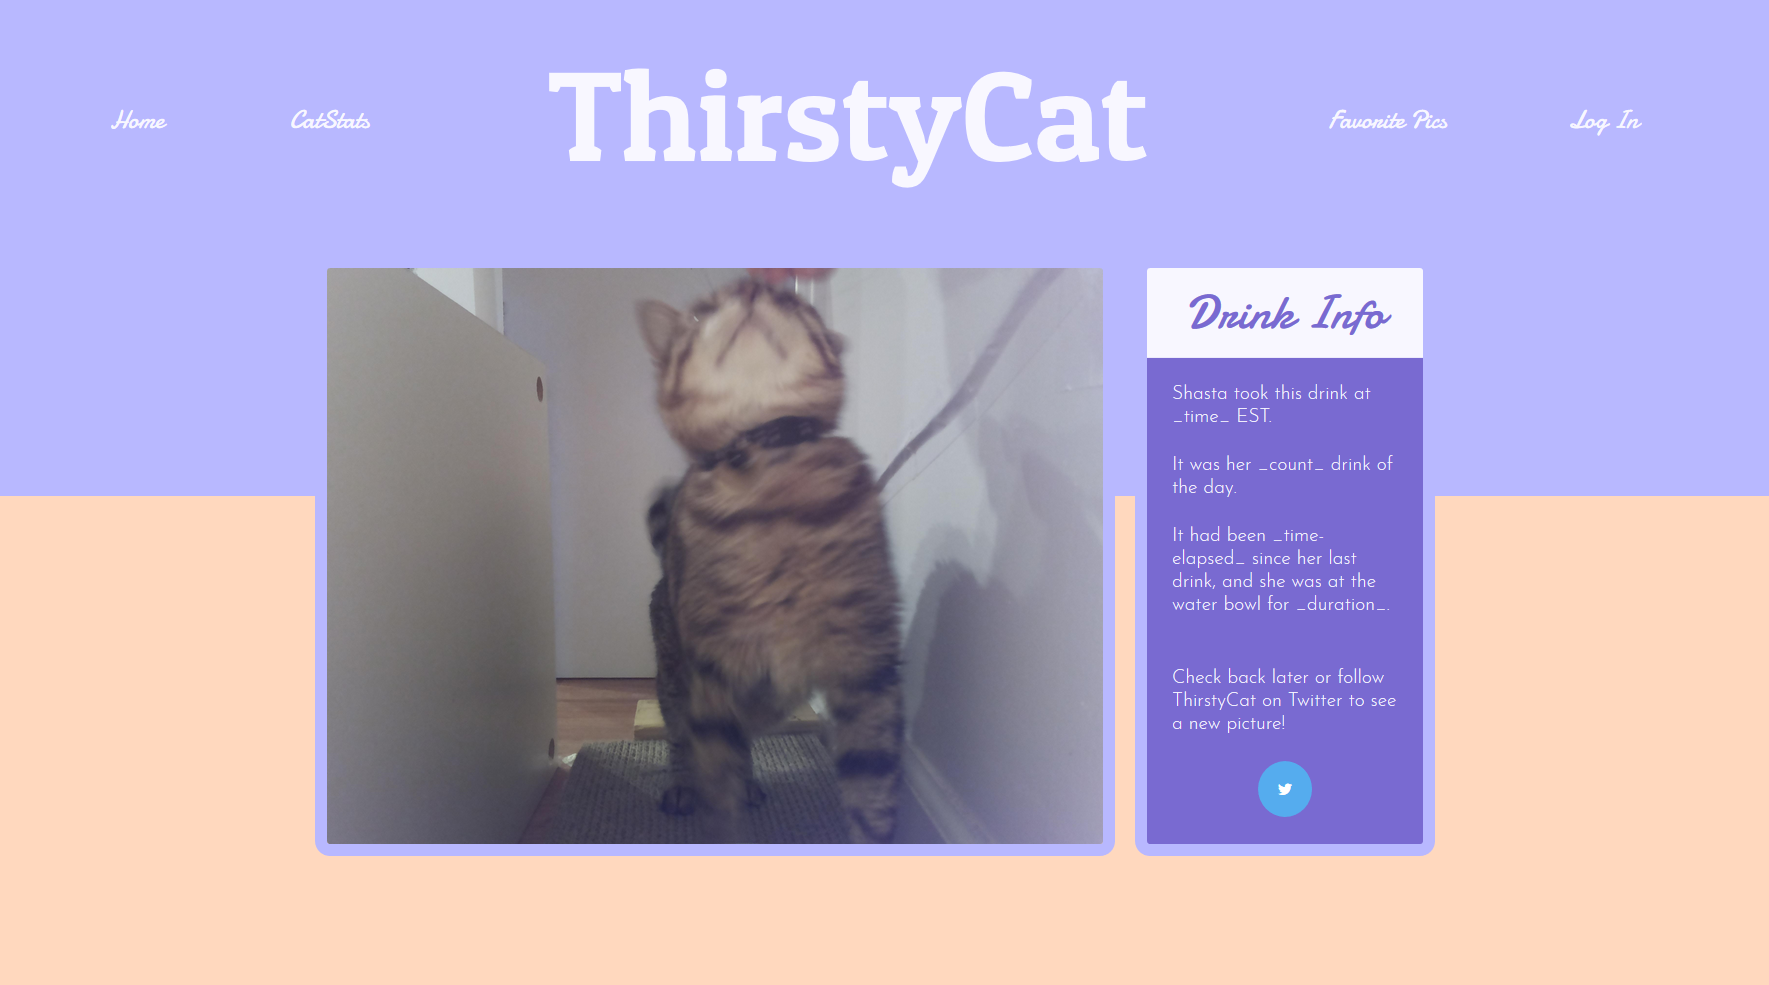 Home
CatStats
ThirstyCat
Favorite Pics
Log In
Drink Info
Shasta took this drink at
_time_ EST.
It was her _count_ drink of
the day.
It had been _time-
elapsed_ since her last
drink, and she was at the
water bowl for _duration_.
Check back later or follow
ThirstyCat on Twitter to see
a new picture!